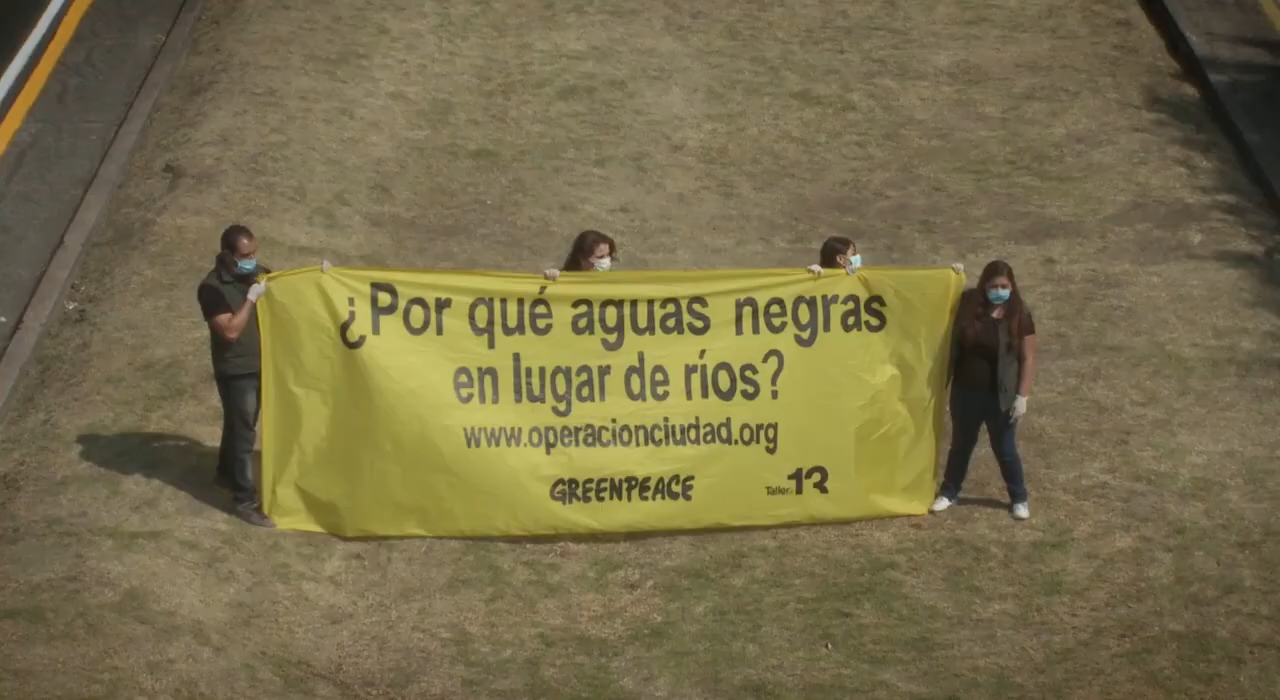 ¿Por qué aguas negras
en lugar de ríos?
www.operacionciudad.org
GREENPEACE
Taller 13